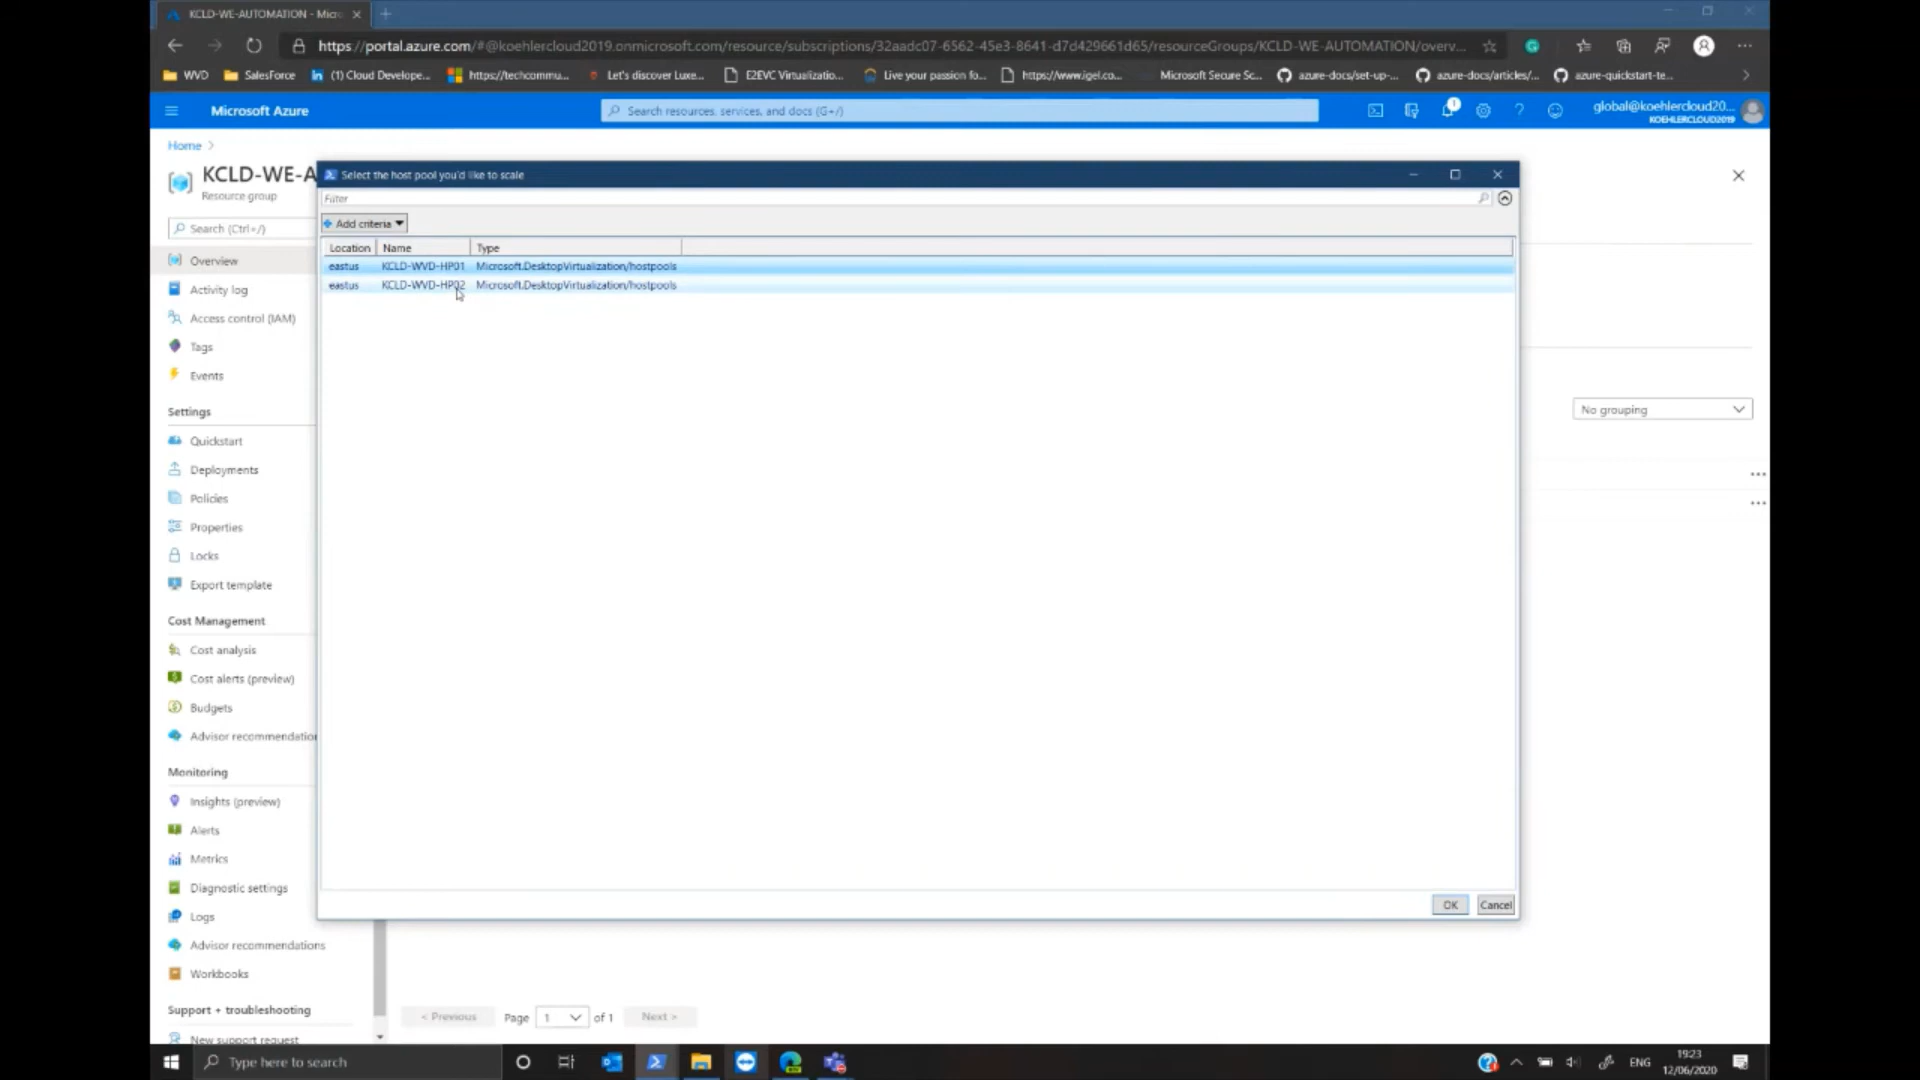 KCLD-WE-AUTOMATION - Micr
https://portal.azure.com/#@koehlercloud2019.onmicrosoft.com/resource/subscriptions/32aadc07-6562-45e3-8641-d7d429661d65/resourceGroups/KCLD-WE-AUTOMATION/overv...
WVD SalesForce (1) Cloud Develope... https://techcommu... Let's discover Luxe... E2EVC Virtualizatio... Live your passion fo... https://www.igel.co... Microsoft Secure Sc... azure-docs/set-up-... azure-docs/articles/... azure-quickstart-te...
Microsoft Azure
Search resources, services, and docs (G+/)
1
global@koehlercloud20...
KOEHLERCLOUD2019
Home >
KCLD-WE-A
Resource group
Search (Ctrl+/)
Overview
Activity log
Access control (IAM)
Tags
Events
Settings
Quickstart
Deployments
Policies
Properties
Locks
Export template
Cost Management
Cost analysis
Cost alerts (preview)
Budgets
Advisor recommendation
Monitoring
Insights (preview)
Alerts
Metrics
Diagnostic settings
Logs
Advisor recommendations
Workbooks
Support + troubleshooting
New support request
Select the host pool you'd like to scale
Filter
Add criteria
Location Name Type
eastus KCLD-WVD-HP01 Microsoft.DesktopVirtualization/hostpools
eastus KCLD-WVD-HP02 Microsoft.DesktopVirtualization/hostpools
OK Cancel
No grouping
< Previous Page 1 of 1 Next >
Type here to search
ENG
19:23
12/06/2020